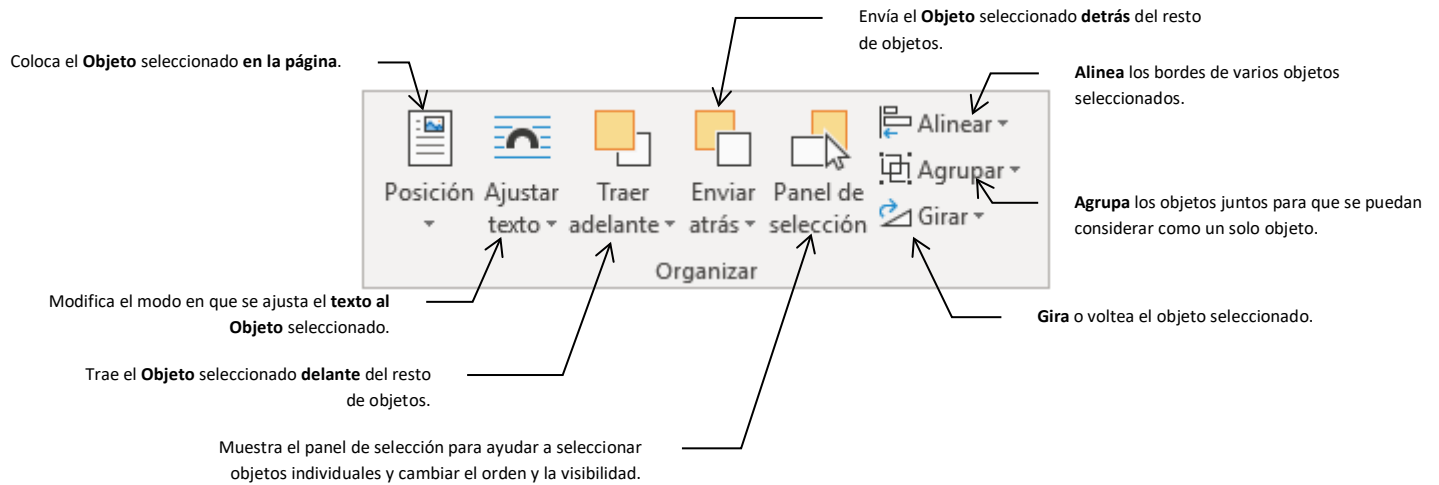 Envía el Objeto seleccionado detrás del resto
de objetos.
Coloca el Objeto seleccionado en la página.
Alinea los bordes de varios objetos
seleccionados.
Alinear
Agrupar
Girar
Posición Ajustar texto
Traer adelante
Enviar atrás
Panel de selección
Organizar
Agrupa los objetos juntos para que se puedan
considerar como un solo objeto.
Modifica el modo en que se ajusta el texto al
Objeto seleccionado.
Gira o voltea el objeto seleccionado.
Trae el Objeto seleccionado delante del resto
de objetos.
Muestra el panel de selección para ayudar a seleccionar
objetos individuales y cambiar el orden y la visibilidad.